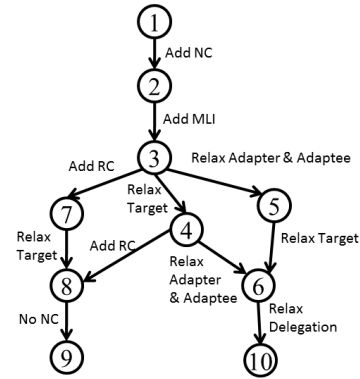 1
Add NC
2
Add MLI
3
Add RC
Relax Adapter & Adaptee
Relax
Target
7
4
5
Relax
Target
Add RC
Relax Target
Relax
Adapter
& Adaptee
8
6
No NC
Relax
Delegation
9
10